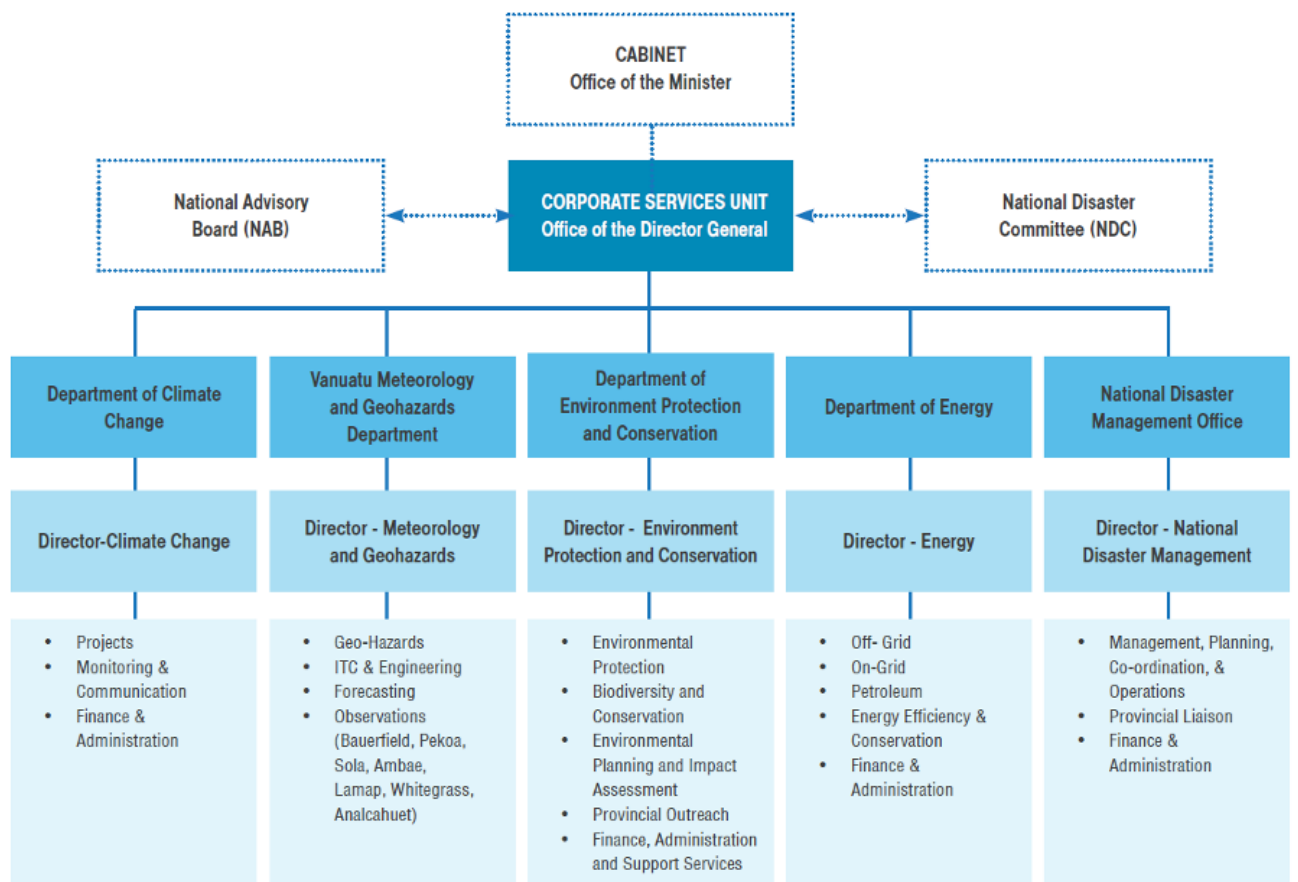 CABINET
Office of the Minister
National Advisory
Board (NAB)
CORPORATE SERVICES UNIT
Office of the Director General
National Disaster
Committee (NDC)
Department of Climate
Change
Vanuatu Meteorology
and Geohazards
Department
Department of
Environment Protection
and Conservation
Department of Energy
National Disaster
Management Office
Director-Climate Change
Director - Meteorology
and Geohazards
Director - Environment
Protection and Conservation
Director - Energy
Director - National
Disaster Management
• Projects
• Monitoring &
Communication
• Finance &
Administration
• Geo-Hazards
• ITC & Engineering
• Forecasting
• Observations
(Bauerfield, Pekoa,
Sola, Ambae,
Lamap, Whitegrass,
Analcahuet)
• Environmental
Protection
• Biodiversity and
Conservation
• Environmental
Planning and Impact
Assessment
• Provincial Outreach
• Finance, Administration
and Support Services
• Off- Grid
• On-Grid
• Petroleum
• Energy Efficiency &
Conservation
• Finance &
Administration
• Management, Planning,
Co-ordination, &
Operations
• Provincial Liaison
• Finance &
Administration